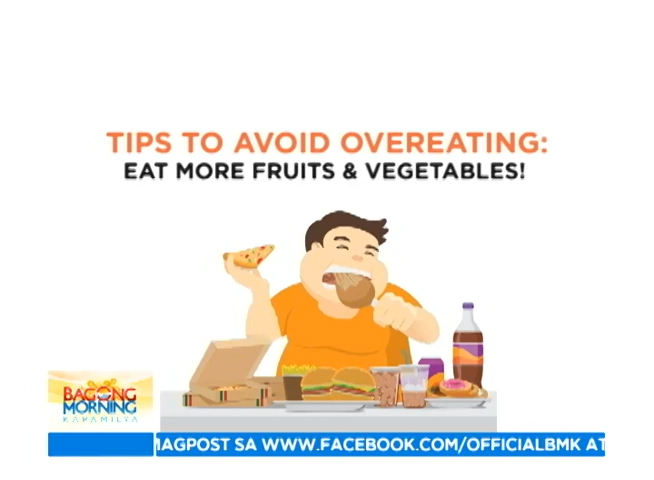 TIPS TO AVOID OVEREATING:
EAT MORE FRUITS & VEGETABLES!
BAGONG
MORNING
KAPAMILYA
MAGPOST SA WWW.FACEBOOK.COM/OFFICIALBMK AT